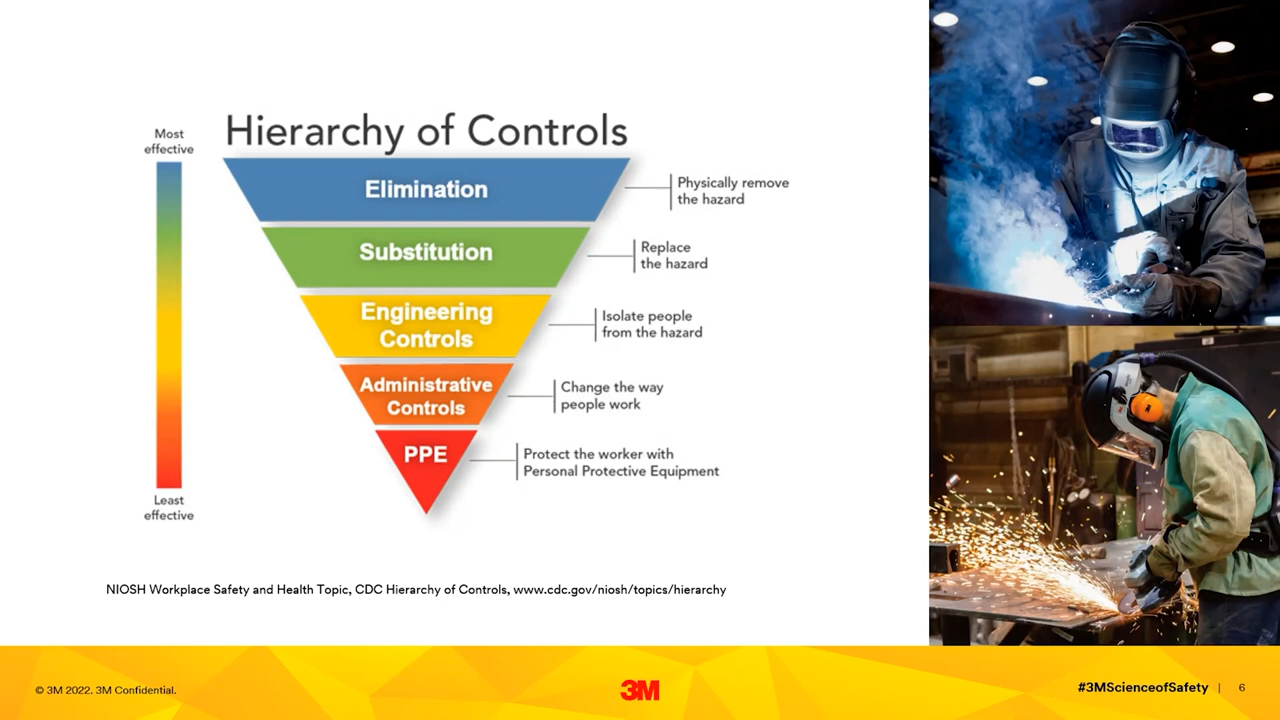 Hierarchy of Controls
Most
effective
Least
effective
Elimination
Physically remove
the hazard
Substitution
Replace
the hazard
Engineering
Controls
Isolate people
from the hazard
Administrative
Controls
Change the way
people work
PPE
Protect the worker with
Personal Protective Equipment
NIOSH Workplace Safety and Health Topic, CDC Hierarchy of Controls, www.cdc.gov/niosh/topics/hierarchy
© 3M 2022. 3M Confidential.
3M
#3MScienceofSafety | 6